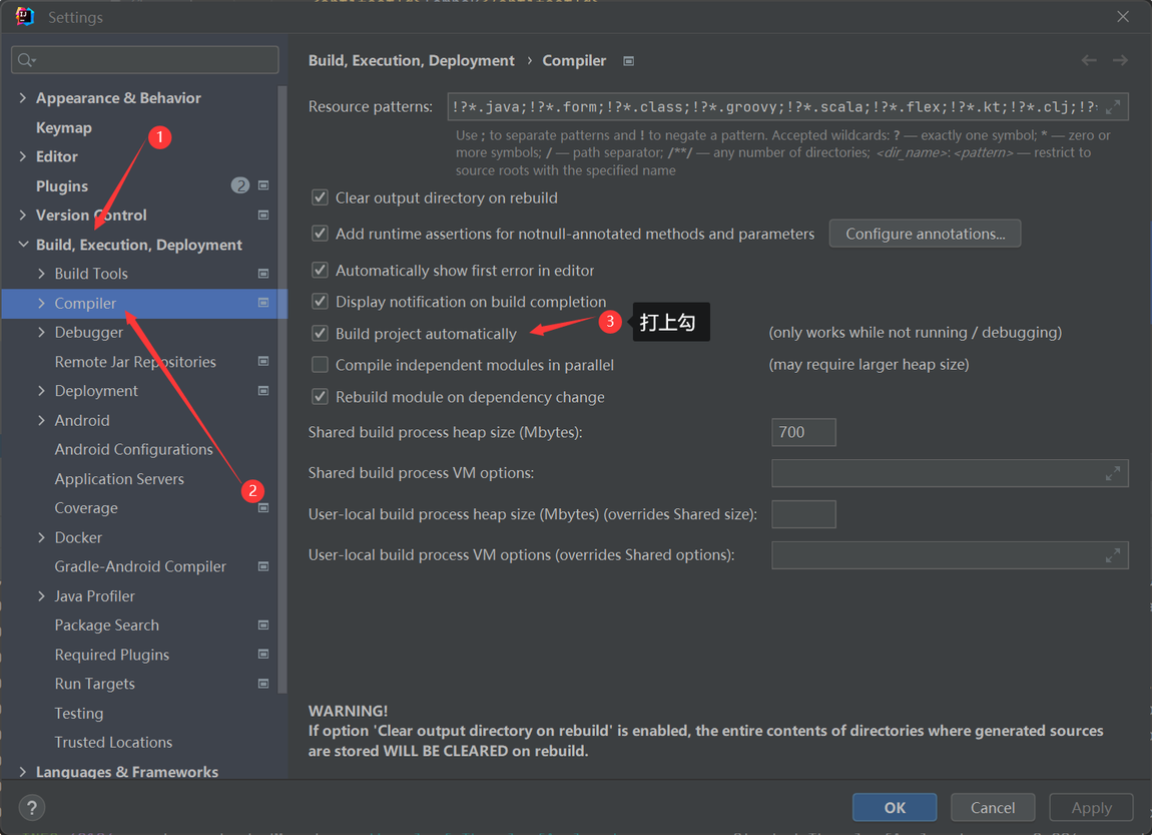 Settings
Build, Execution, Deployment › Compiler
Appearance & Behavior
Keymap
1
Editor
Plugins
2
Version Control
Build, Execution, Deployment
Build Tools
Compiler
Debugger
Remote Jar Repositories
Deployment
Android
Android Configurations
Application Servers
2
Coverage
Docker
Gradle-Android Compiler
Java Profiler
Package Search
Required Plugins
Run Targets
Testing
Trusted Locations
Languages & Frameworks
Resource patterns: !?*.java;!?*.form;!?*.class;!?*.groovy;!?*.scala;!?*.flex;!?*.kt;!?*.clj;!?
Use ; to separate patterns and ! to negate a pattern. Accepted wildcards: ? — exactly one symbol; * — zero or
more symbols; / — path separator; /**/ — any number of directories; <dir_name>: <pattern> — restrict to
source roots with the specified name
Clear output directory on rebuild
Add runtime assertions for notnull-annotated methods and parameters Configure annotations...
Automatically show first error in editor
Display notification on build completion
Build project automatically 3 打上勾 (only works while not running / debugging)
Compile independent modules in parallel (may require larger heap size)
Rebuild module on dependency change
Shared build process heap size (Mbytes): 700
Shared build process VM options:
User-local build process heap size (Mbytes) (overrides Shared size):
User-local build process VM options (overrides Shared options):
WARNING!
If option 'Clear output directory on rebuild' is enabled, the entire contents of directories where generated sources
are stored WILL BE CLEARED on rebuild.
? OK Cancel Apply